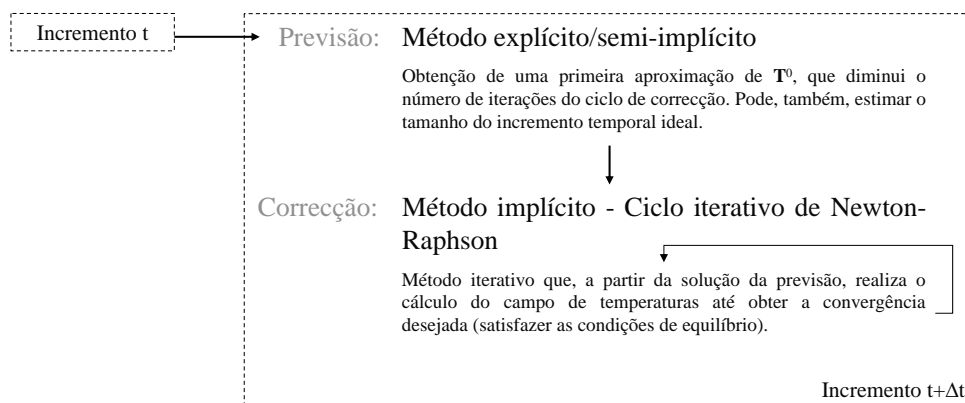 Incremento t
Previsão: Método explícito/semi-implícito
Obtenção de uma primeira aproximação de T⁰, que diminui o
número de iterações do ciclo de correcção. Pode, também, estimar o
tamanho do incremento temporal ideal.
Correcção: Método implícito - Ciclo iterativo de Newton-
Raphson
Método iterativo que, a partir da solução da previsão, realiza o
cálculo do campo de temperaturas até obter a convergência
desejada (satisfazer as condições de equilíbrio).
Incremento t+Δt